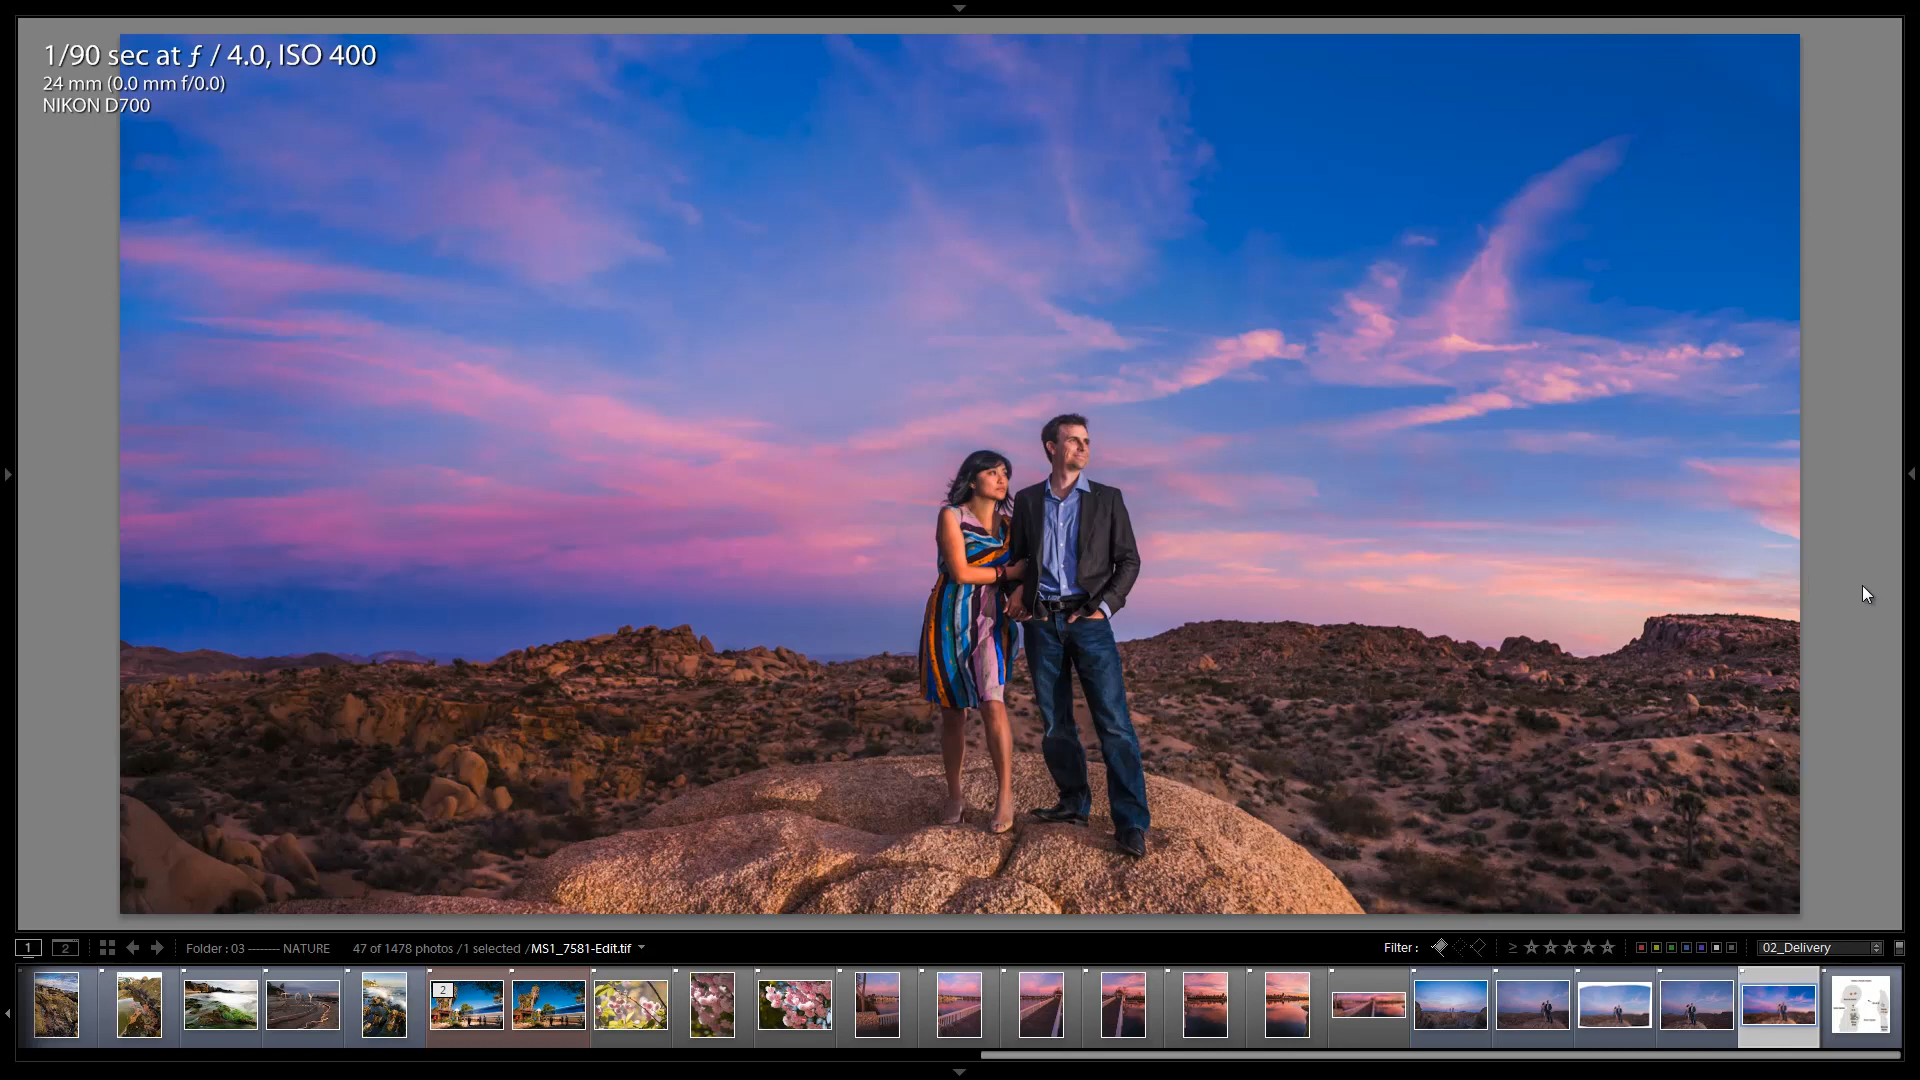 1/90 sec at ƒ / 4.0, ISO 400
24 mm (0.0 mm f/0.0)
NIKON D700
1 2 Folder : 03 -------- NATURE 47 of 1478 photos /1 selected /MS1_7581-Edit.tif Filter : ≥ 02_Delivery
2